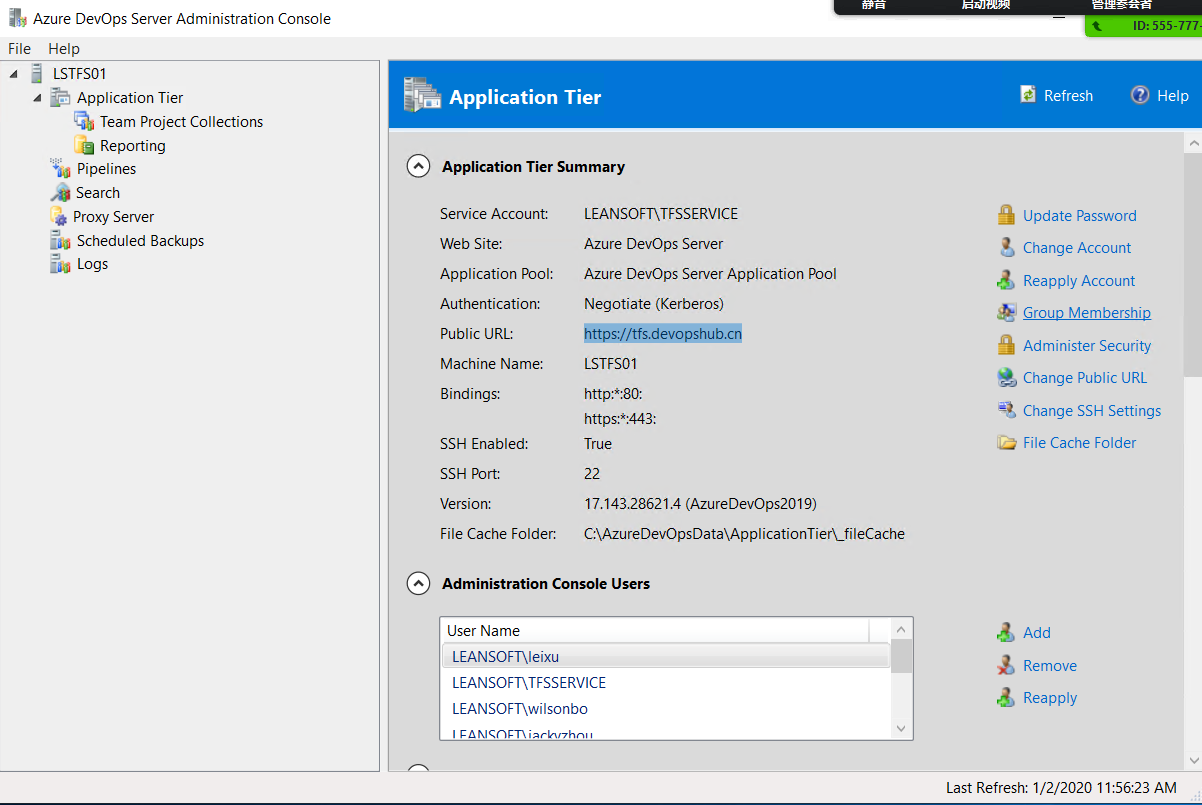 Azure DevOps Server Administration Console
静音
启动视频
管理参会者
ID: 555-777-
File Help
LSTFS01
Application Tier
Team Project Collections
Reporting
Pipelines
Search
Proxy Server
Scheduled Backups
Logs
Application Tier
Refresh
Help
Application Tier Summary
Service Account: LEANSOFT\TFSSERVICE
Web Site: Azure DevOps Server
Application Pool: Azure DevOps Server Application Pool
Authentication: Negotiate (Kerberos)
Public URL: https://tfs.devopshub.cn
Machine Name: LSTFS01
Bindings: http:*:80:
https:*:443:
SSH Enabled: True
SSH Port: 22
Version: 17.143.28621.4 (AzureDevOps2019)
File Cache Folder: C:\AzureDevOpsData\ApplicationTier\_fileCache
Update Password
Change Account
Reapply Account
Group Membership
Administer Security
Change Public URL
Change SSH Settings
File Cache Folder
Administration Console Users
User Name
LEANSOFT\leixu
LEANSOFT\TFSSERVICE
LEANSOFT\wilsonbo
LEANSOFT\jackyzhou
Add
Remove
Reapply
Last Refresh: 1/2/2020 11:56:23 AM